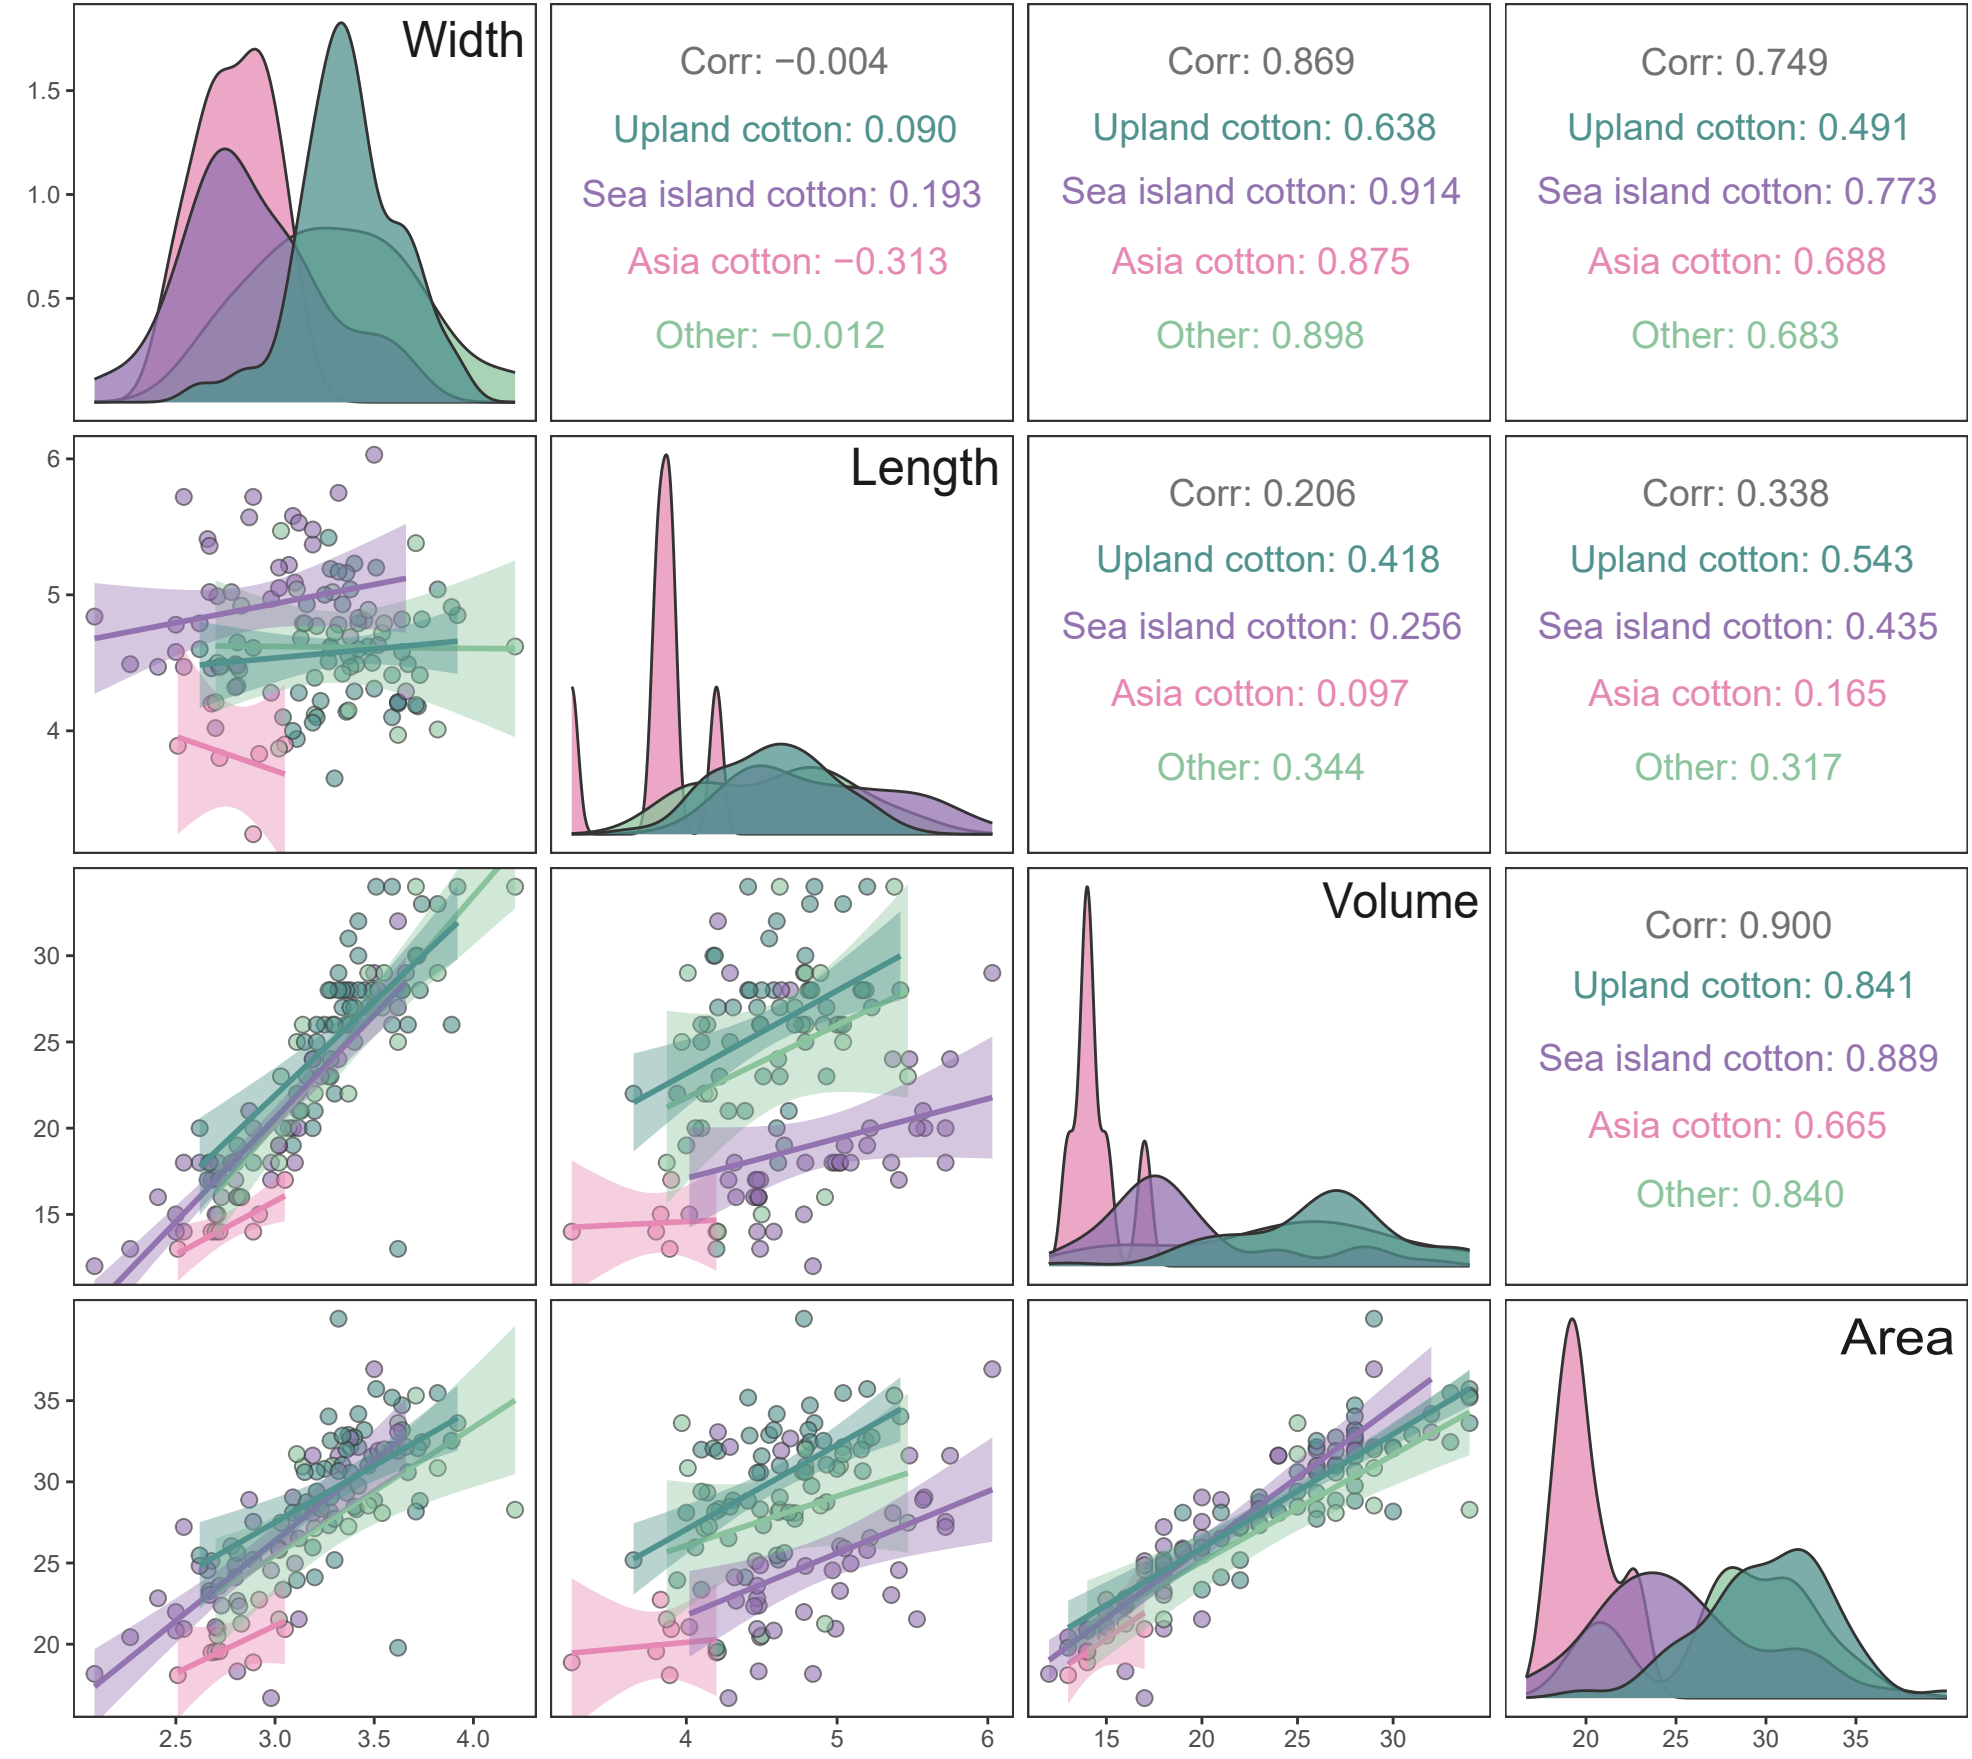 Width
Corr: −0.004
Upland cotton: 0.090
Sea island cotton: 0.193
Asia cotton: −0.313
Other: −0.012
Corr: 0.869
Upland cotton: 0.638
Sea island cotton: 0.914
Asia cotton: 0.875
Other: 0.898
Corr: 0.749
Upland cotton: 0.491
Sea island cotton: 0.773
Asia cotton: 0.688
Other: 0.683
1.5
1.0
0.5
Length
Corr: 0.206
Upland cotton: 0.418
Sea island cotton: 0.256
Asia cotton: 0.097
Other: 0.344
Corr: 0.338
Upland cotton: 0.543
Sea island cotton: 0.435
Asia cotton: 0.165
Other: 0.317
6
5
4
Volume
Corr: 0.900
Upland cotton: 0.841
Sea island cotton: 0.889
Asia cotton: 0.665
Other: 0.840
30
25
20
15
Area
35
30
25
20
2.5 3.0 3.5 4.0
4 5 6
15 20 25 30
20 25 30 35